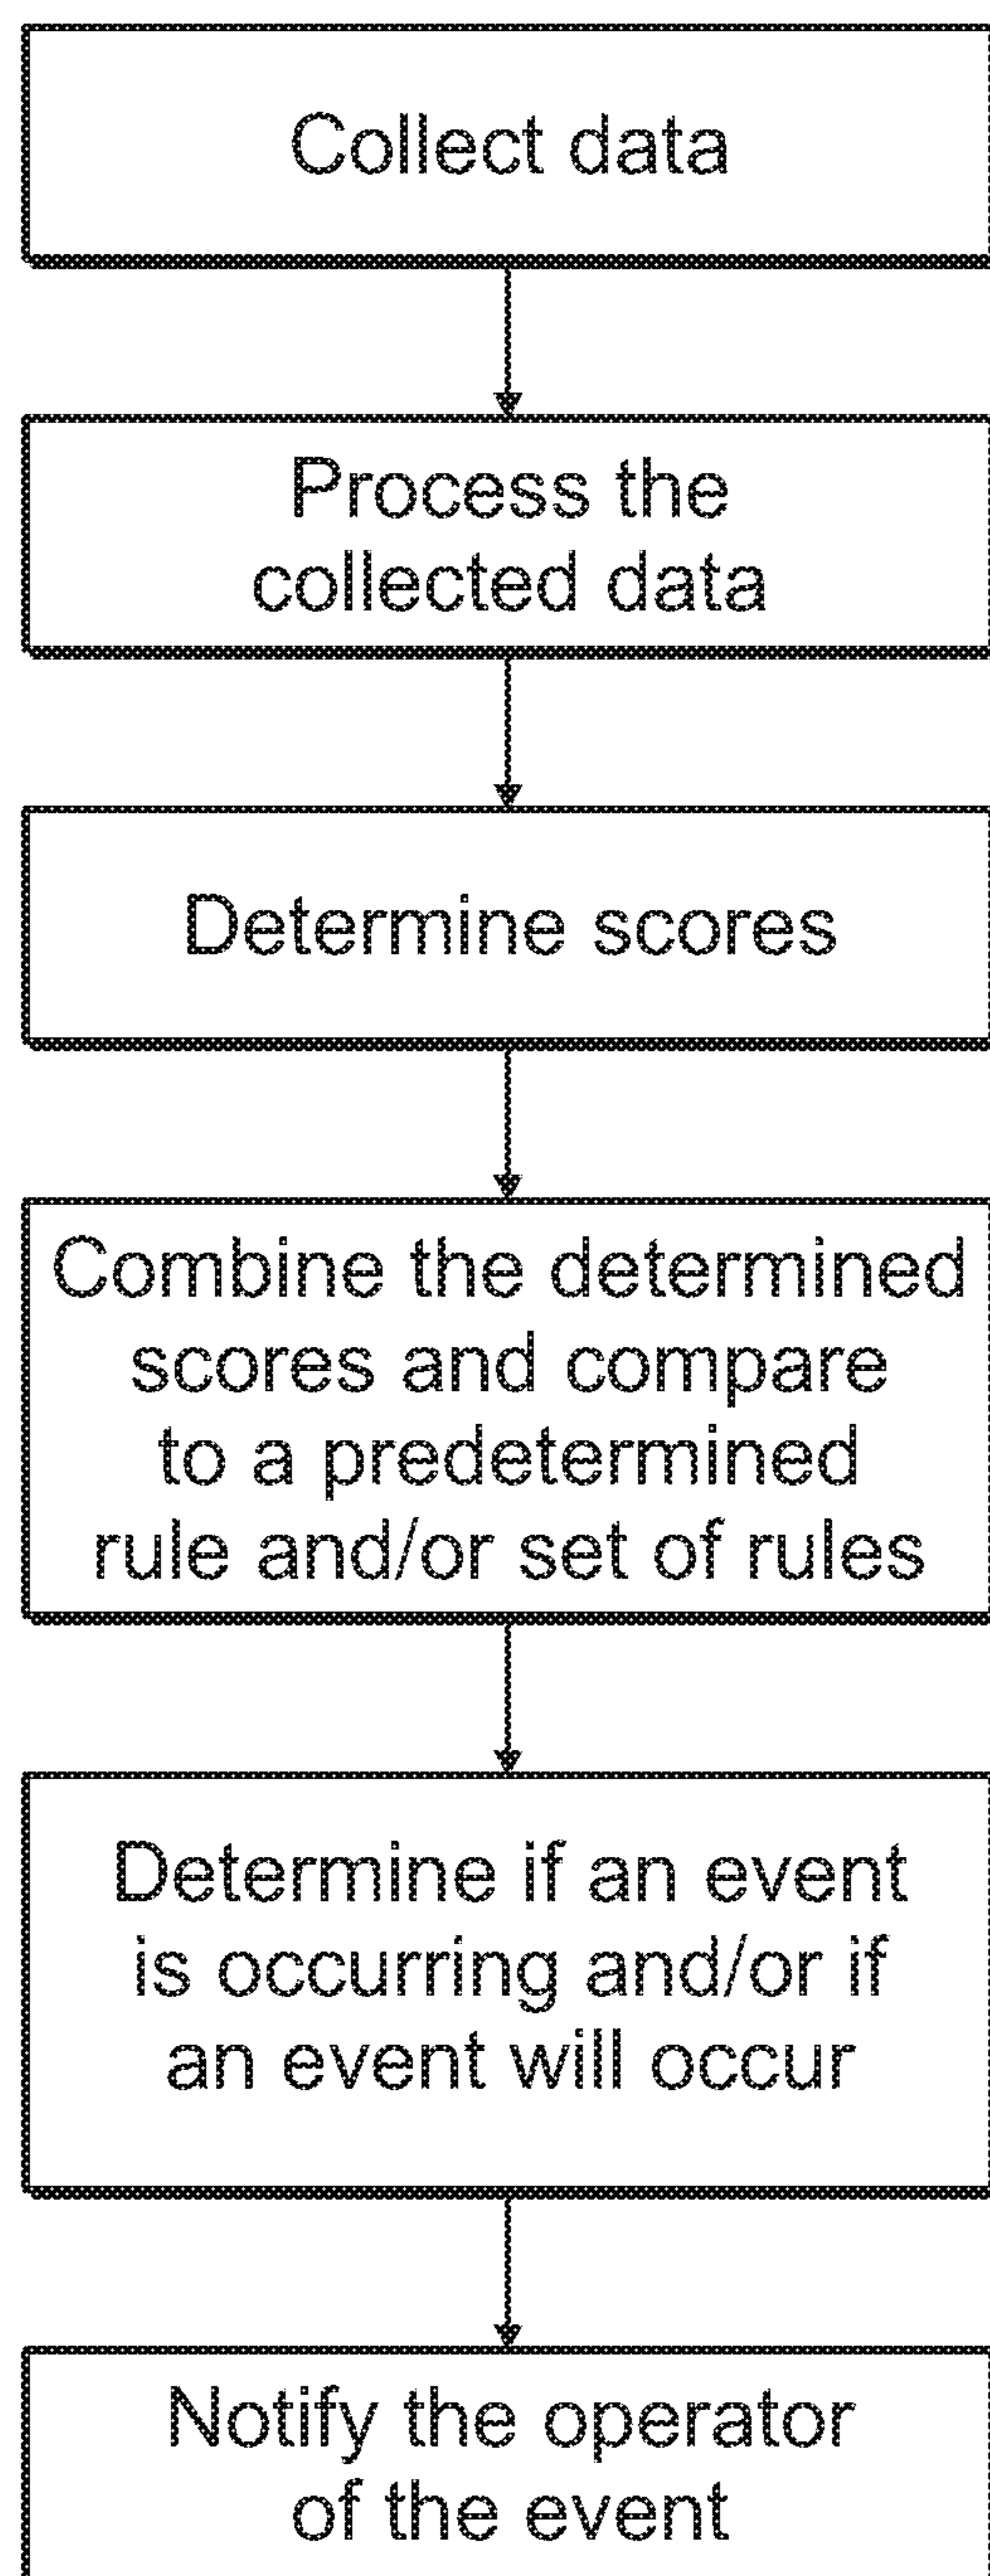 Collect data
Process the
collected data
Determine scores
Combine the determined
scores and compare
to a predetermined
rule and/or set of rules
Determine if an event
is occurring and/or if
an event will occur
Notify the operator
of the event